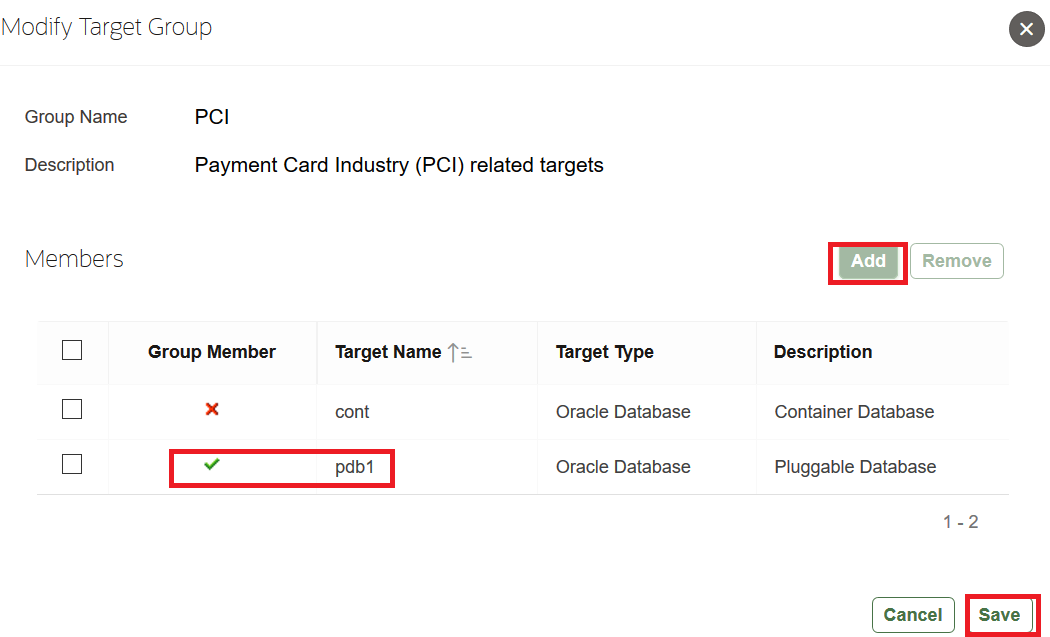 Modify Target Group
Group Name PCI
Description Payment Card Industry (PCI) related targets
Members Add Remove
Group Member Target Name Target Type Description
cont Oracle Database Container Database
pdb1 Oracle Database Pluggable Database
1 - 2
Cancel Save